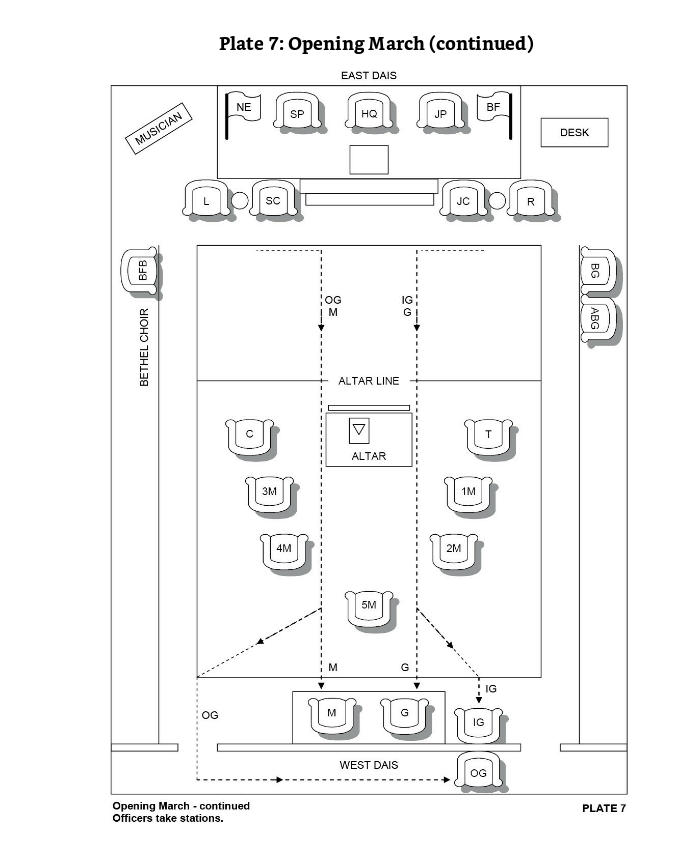 Plate 7: Opening March (continued)
EAST DAIS
NE
SP
HQ
JP
BF
MUSICIAN
DESK
L
SC
JC
R
BFB
BG
ABG
BETHEL CHOIR
OG
M
IG
G
ALTAR LINE
C
T
ALTAR
3M
1M
4M
2M
5M
M
G
IG
OG
M
G
IG
WEST DAIS
OG
Opening March - continued
Officers take stations.
PLATE 7